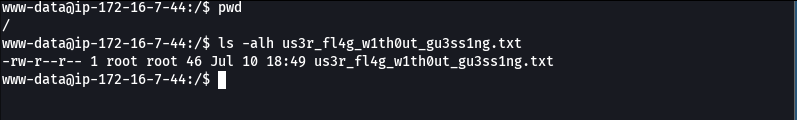 www-data@ip-172-16-7-44:/$ pwd
/
www-data@ip-172-16-7-44:/$ ls -alh us3r_fl4g_w1th0ut_gu3ss1ng.txt
-rw-r--r-- 1 root root 46 Jul 10 18:49 us3r_fl4g_w1th0ut_gu3ss1ng.txt
www-data@ip-172-16-7-44:/$